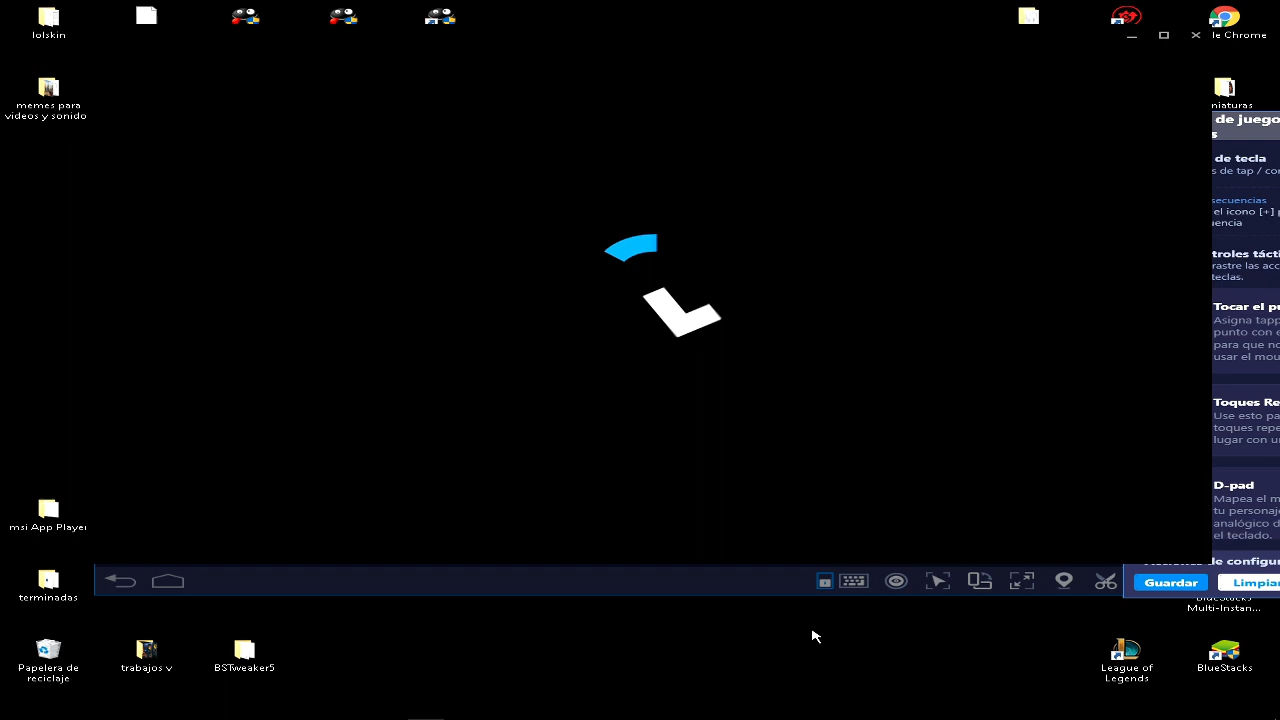 lolskin
le Chrome
memes para
videos y sonido
niaturas
de juego
s
de tecla
s de tap / con
secuencias
el icono [+] p
uencia
troles tácti
rastre las acc
teclas.
Tocar el pu
Asigna tapp
punto con e
para que no
usar el mou
Toques Re
Use esto pa
toques repe
lugar con un
D-pad
Mapea el m
tu personaje
analógico d
el teclado.
msi App Player
Guardar
Limpiar
terminadas
BlueStacks
Multi-Instan...
Papelera de
reciclaje
trabajos v
BSTweaker5
League of
Legends
BlueStacks